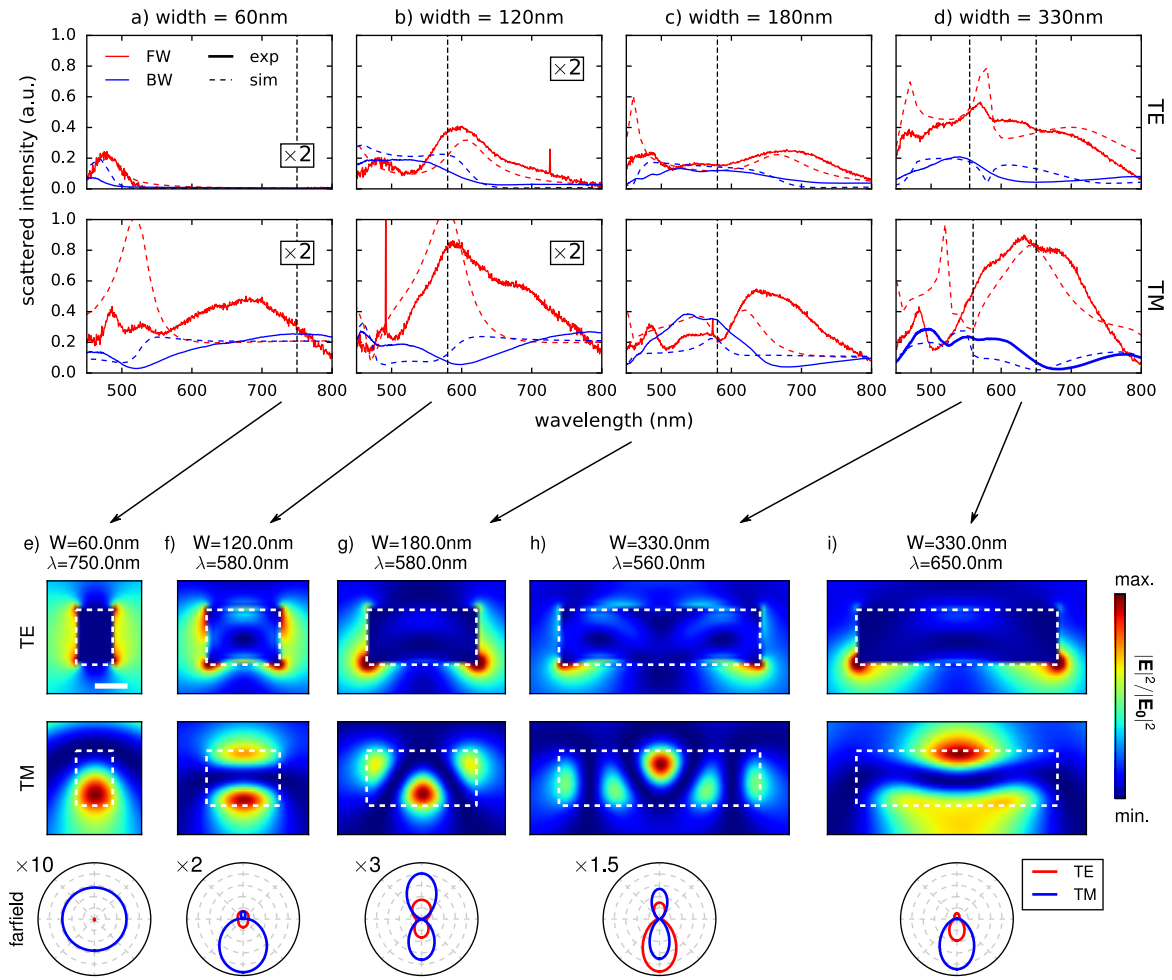 a) width = 60nm
b) width = 120nm
c) width = 180nm
d) width = 330nm
scattered intensity (a.u.)
1.0
0.8
0.6
0.4
0.2
0.0
FW
BW
exp
sim
×2
×2
TE
1.0
0.8
0.6
0.4
0.2
0.0
×2
×2
TM
500 600 700 800
500 600 700 800
500 600 700 800
500 600 700 800
wavelength (nm)
e) W=60.0nm
λ=750.0nm
f) W=120.0nm
λ=580.0nm
g) W=180.0nm
λ=580.0nm
h) W=330.0nm
λ=560.0nm
i) W=330.0nm
λ=650.0nm
TE
TM
max.
|E|²/|E₀|²
min.
farfield
×10
×2
×3
×1.5
TE
TM